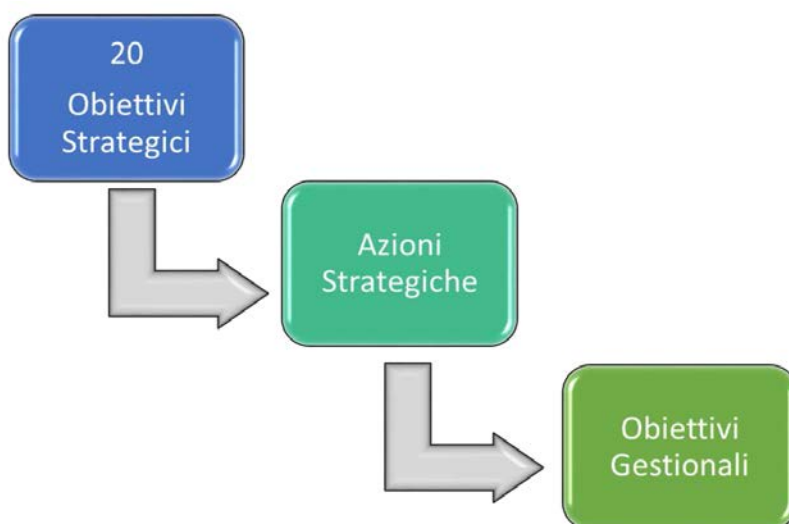 20
Obiettivi
Strategici
Azioni
Strategiche
Obiettivi
Gestionali